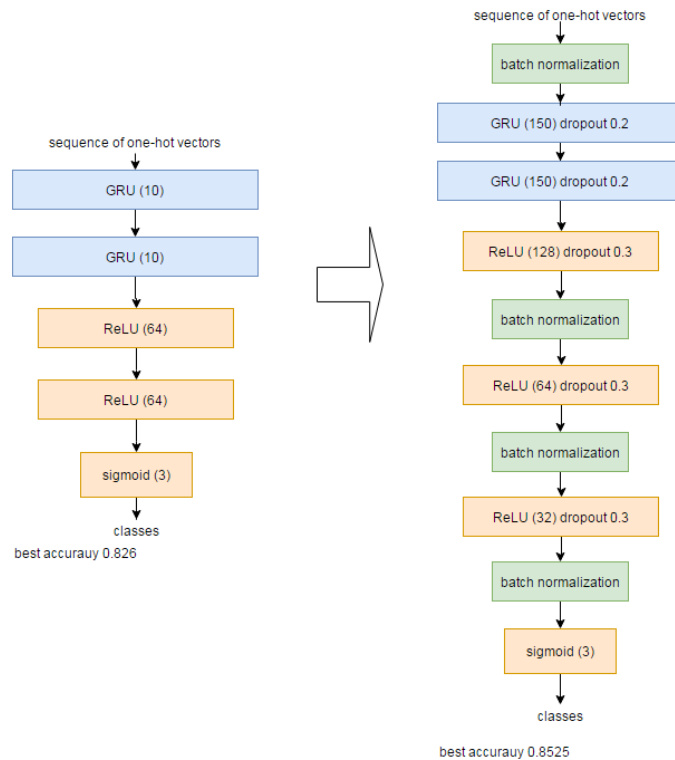 sequence of one-hot vectors
GRU (10)
GRU (10)
ReLU (64)
ReLU (64)
sigmoid (3)
classes
best accurauy 0.826
sequence of one-hot vectors
batch normalization
GRU (150) dropout 0.2
GRU (150) dropout 0.2
ReLU (128) dropout 0.3
batch normalization
ReLU (64) dropout 0.3
batch normalization
ReLU (32) dropout 0.3
batch normalization
sigmoid (3)
classes
best accurauy 0.8525